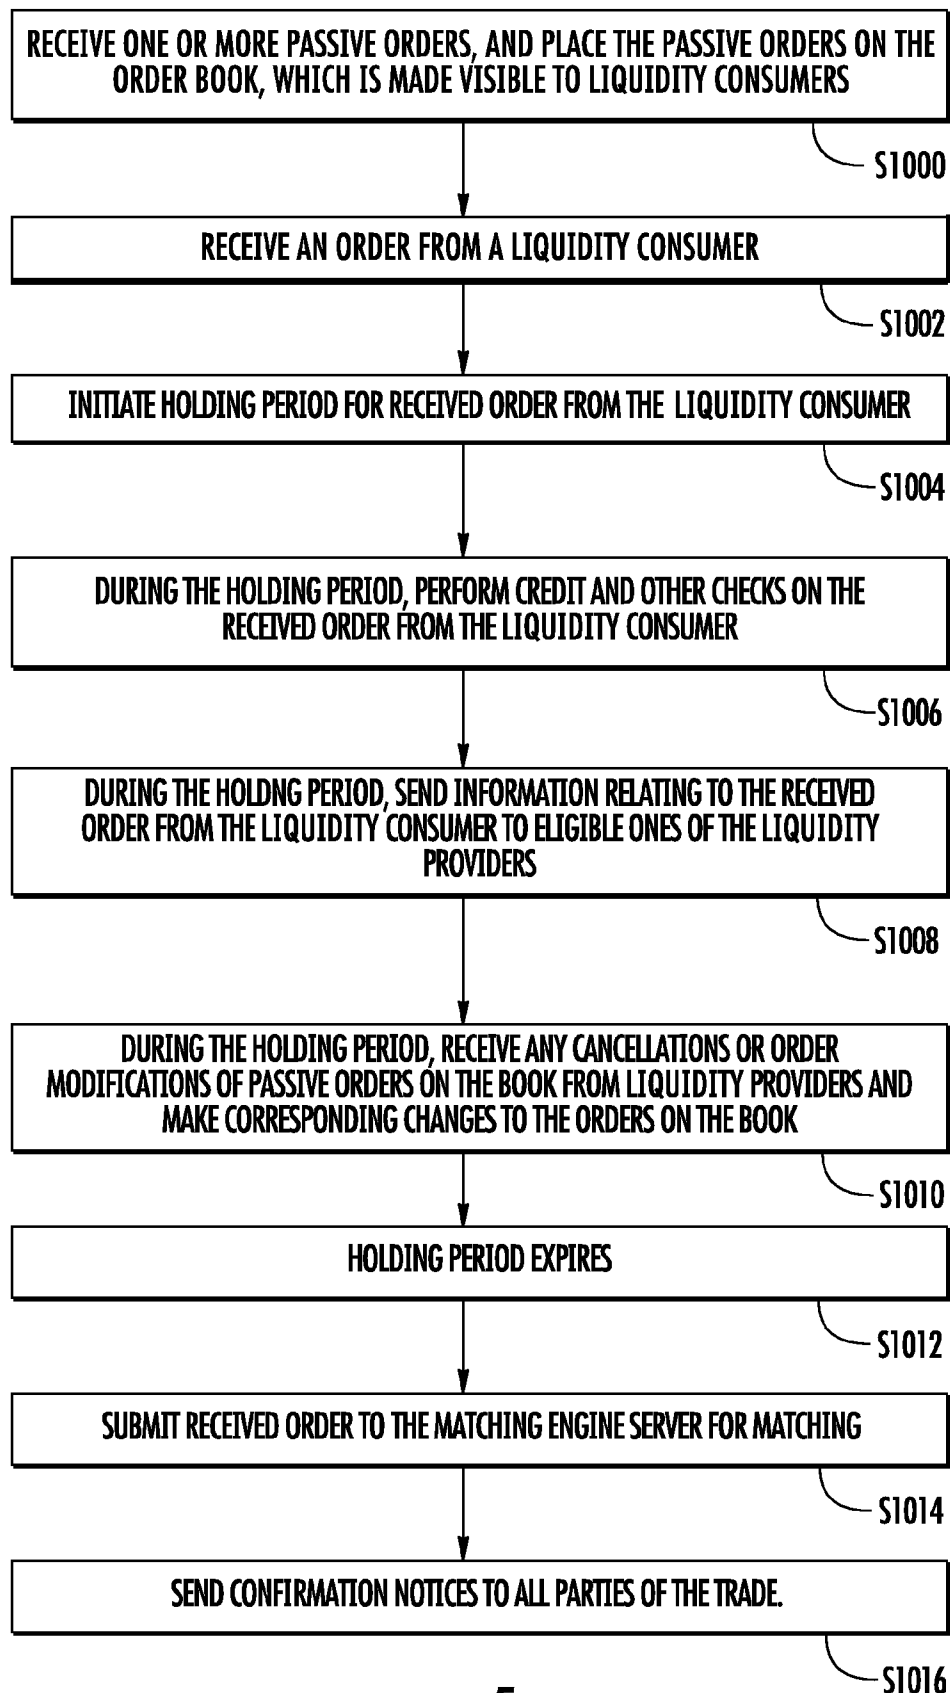 RECEIVE ONE OR MORE PASSIVE ORDERS, AND PLACE THE PASSIVE ORDERS ON THE
ORDER BOOK, WHICH IS MADE VISIBLE TO LIQUIDITY CONSUMERS
S1000
RECEIVE AN ORDER FROM A LIQUIDITY CONSUMER
S1002
INITIATE HOLDING PERIOD FOR RECEIVED ORDER FROM THE LIQUIDITY CONSUMER
S1004
DURING THE HOLDING PERIOD, PERFORM CREDIT AND OTHER CHECKS ON THE
RECEIVED ORDER FROM THE LIQUIDITY CONSUMER
S1006
DURING THE HOLDNG PERIOD, SEND INFORMATION RELATING TO THE RECEIVED
ORDER FROM THE LIQUIDITY CONSUMER TO ELIGIBLE ONES OF THE LIQUIDITY
PROVIDERS
S1008
DURING THE HOLDING PERIOD, RECEIVE ANY CANCELLATIONS OR ORDER
MODIFICATIONS OF PASSIVE ORDERS ON THE BOOK FROM LIQUIDITY PROVIDERS AND
MAKE CORRESPONDING CHANGES TO THE ORDERS ON THE BOOK
S1010
HOLDING PERIOD EXPIRES
S1012
SUBMIT RECEIVED ORDER TO THE MATCHING ENGINE SERVER FOR MATCHING
S1014
SEND CONFIRMATION NOTICES TO ALL PARTIES OF THE TRADE.
S1016